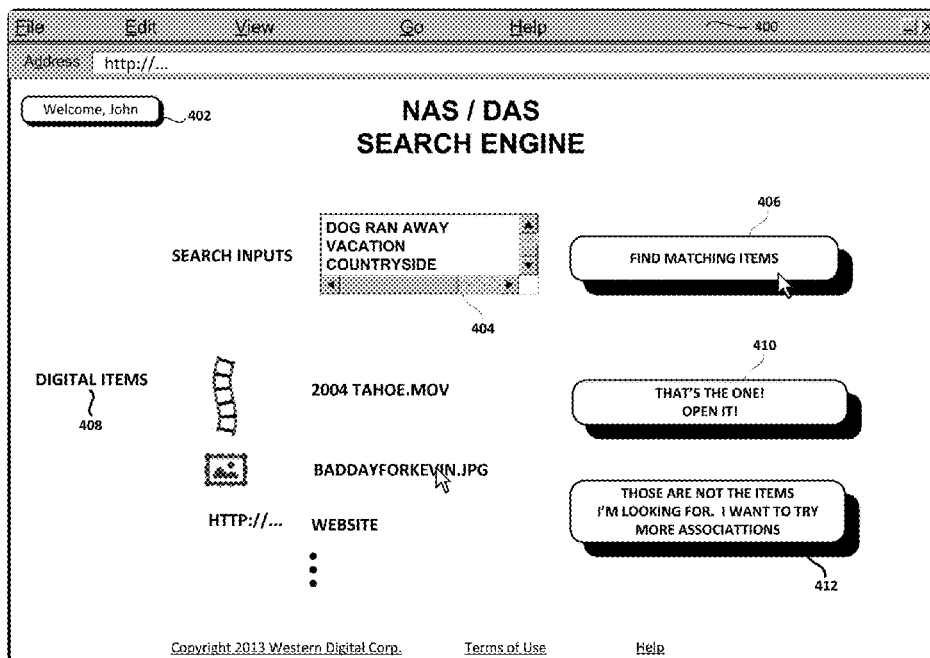 File Edit View Go Help 400
Address http://...
Welcome, John 402
NAS / DAS
SEARCH ENGINE
406
SEARCH INPUTS
DOG RAN AWAY
VACATION
COUNTRYSIDE
FIND MATCHING ITEMS
404
410
DIGITAL ITEMS
408
2004 TAHOE.MOV
THAT'S THE ONE!
OPEN IT!
BADDAYFORKEVIN.JPG
HTTP://... WEBSITE
THOSE ARE NOT THE ITEMS
I'M LOOKING FOR. I WANT TO TRY
MORE ASSOCIATTIONS
412
Copyright 2013 Western Digital Corp. Terms of Use Help